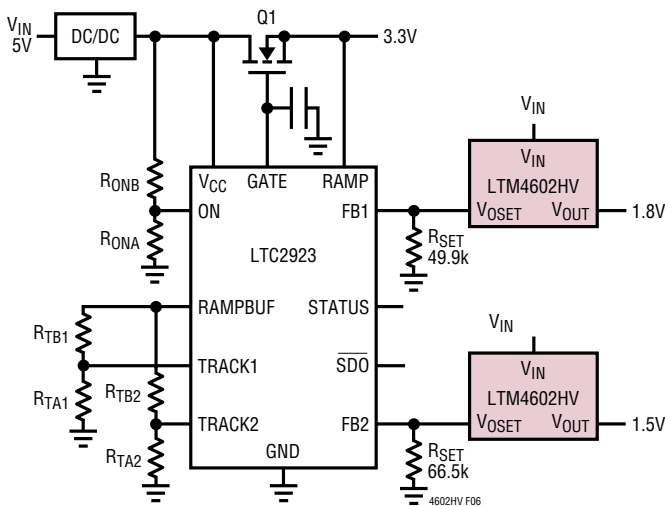 Q1
VIN
5V
DC/DC
3.3V
VIN
RONB
VCC
GATE
RAMP
VIN
LTM4602HV
ON
FB1
VOSET
VOUT
1.8V
RONA
LTC2923
RSET
49.9k
RAMPBUF
STATUS
RTB1
VIN
TRACK1
SDO
VIN
RTA1
RTB2
LTM4602HV
TRACK2
FB2
VOSET
VOUT
1.5V
GND
RTA2
RSET
66.5k
4602HV F06